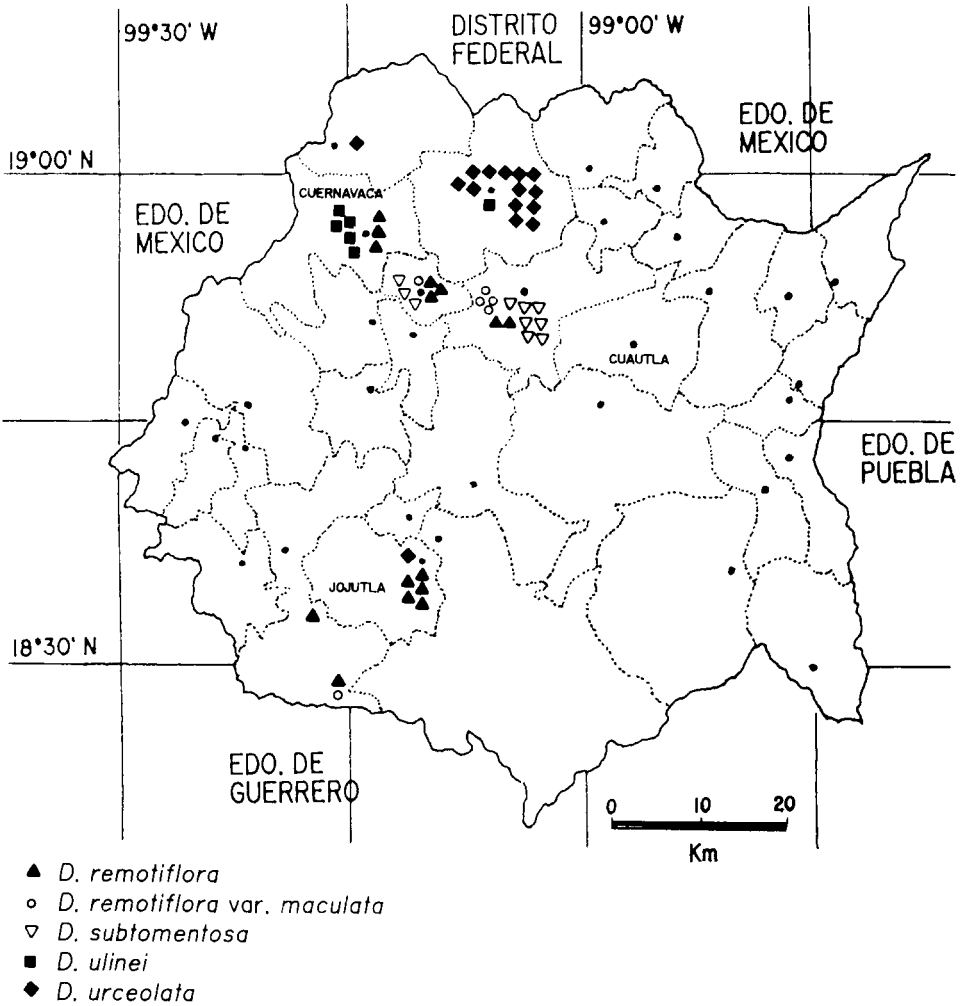 99°30' W
DISTRITO
FEDERAL
99°00' W
EDO. DE
MEXICO
19°00' N
CUERNAVACA
EDO. DE
MEXICO
CUAUTLA
EDO. DE
PUEBLA
JOJUTLA
18°30' N
EDO. DE
GUERRERO
0 10 20
Km
D. remotiflora
D. remotiflora var. maculata
D. subtomentosa
D. ulinei
D. urceolata